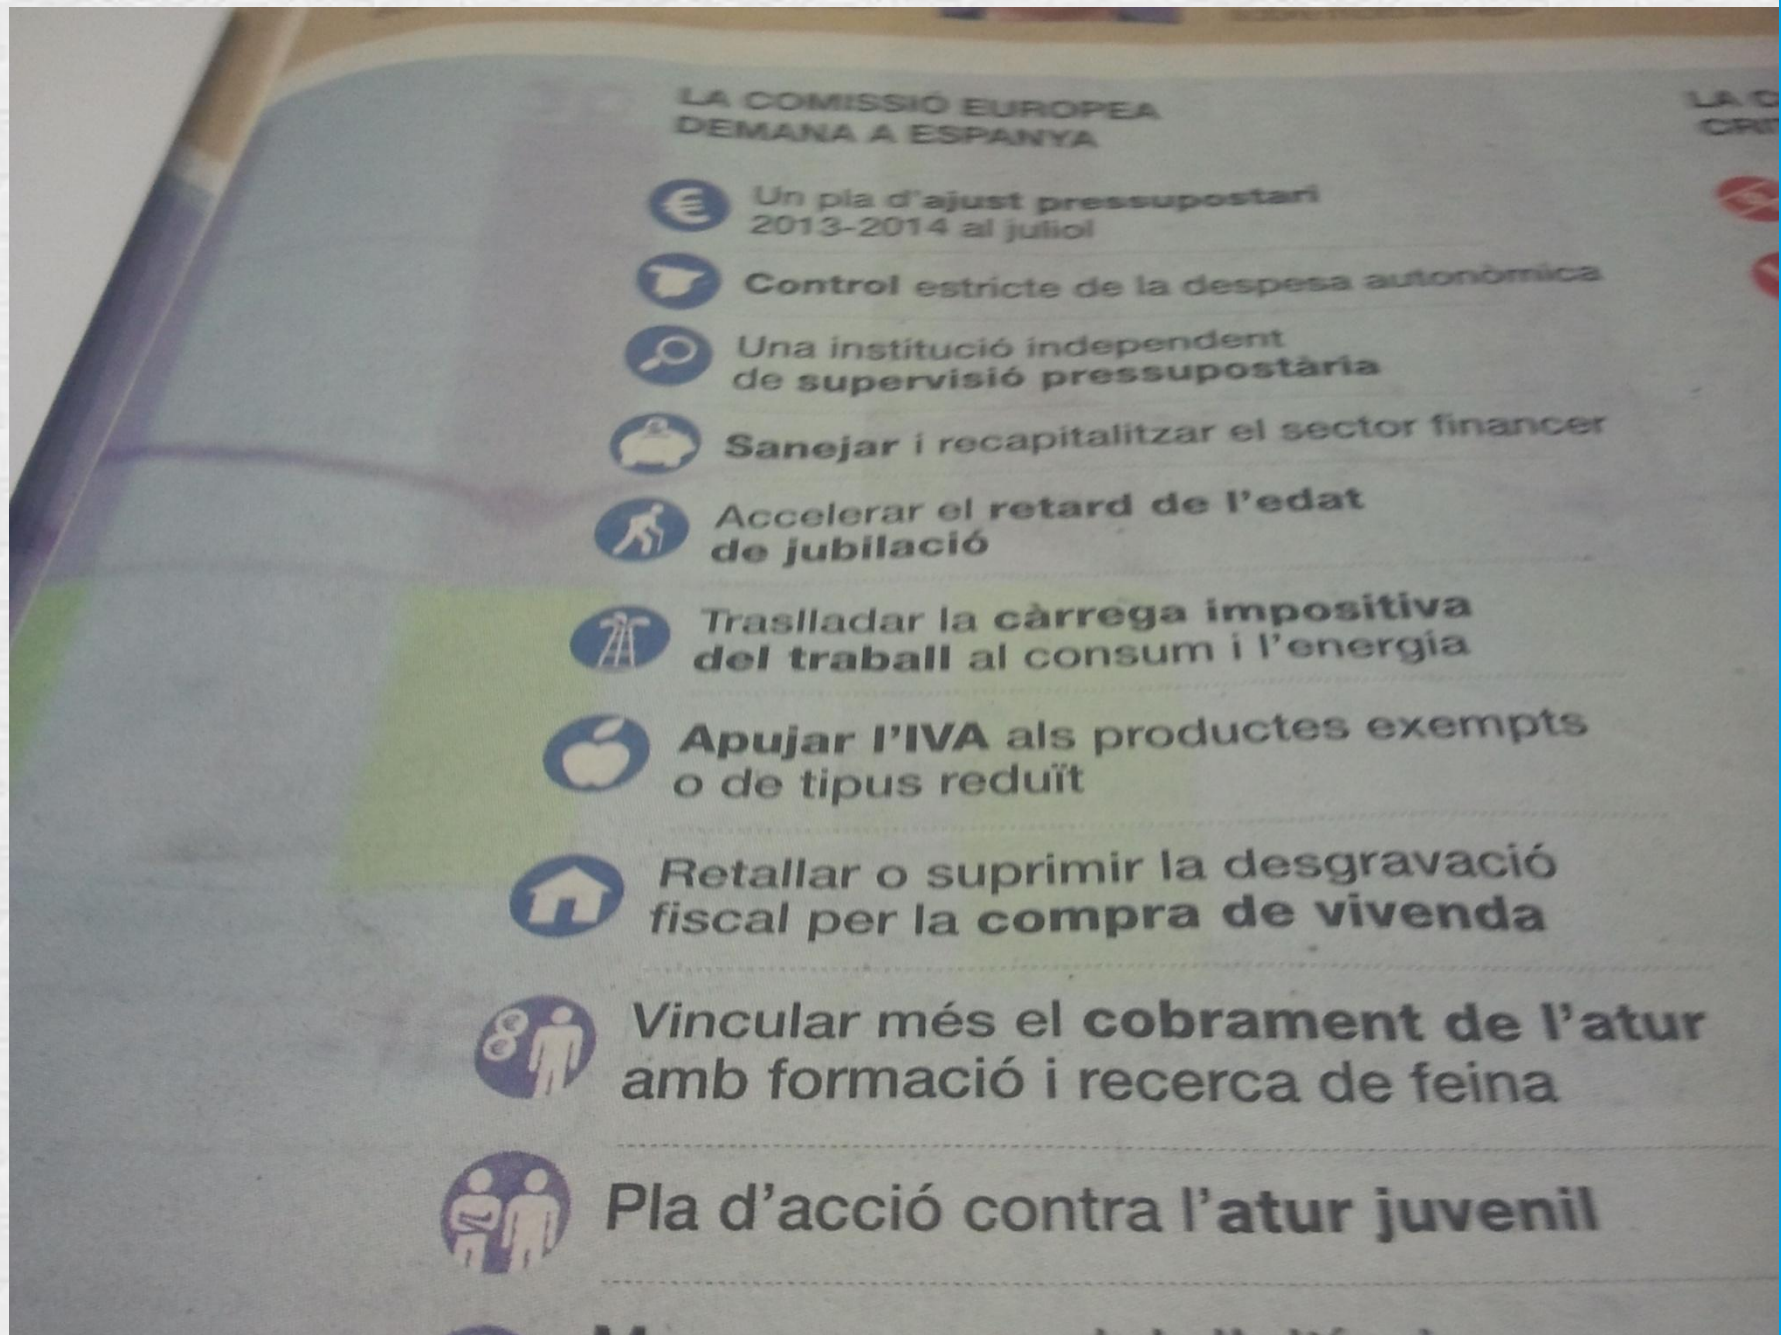 LA COMISSIÓ EUROPEA
DEMANA A ESPANYA
Un pla d'ajust pressupostari
2013-2014 al juliol
Control estricte de la despesa autonòmica
Una institució independent
de supervisió pressupostària
Sanejar i recapitalitzar el sector financer
Accelerar el retard de l'edat
de jubilació
Traslladar la càrrega impositiva
del traball al consum i l'energia
Apujar l'IVA als productes exempts
o de tipus reduït
Retallar o suprimir la desgravació
fiscal per la compra de vivenda
Vincular més el cobrament de l'atur
amb formació i recerca de feina
Pla d'acció contra l'atur juvenil
LA